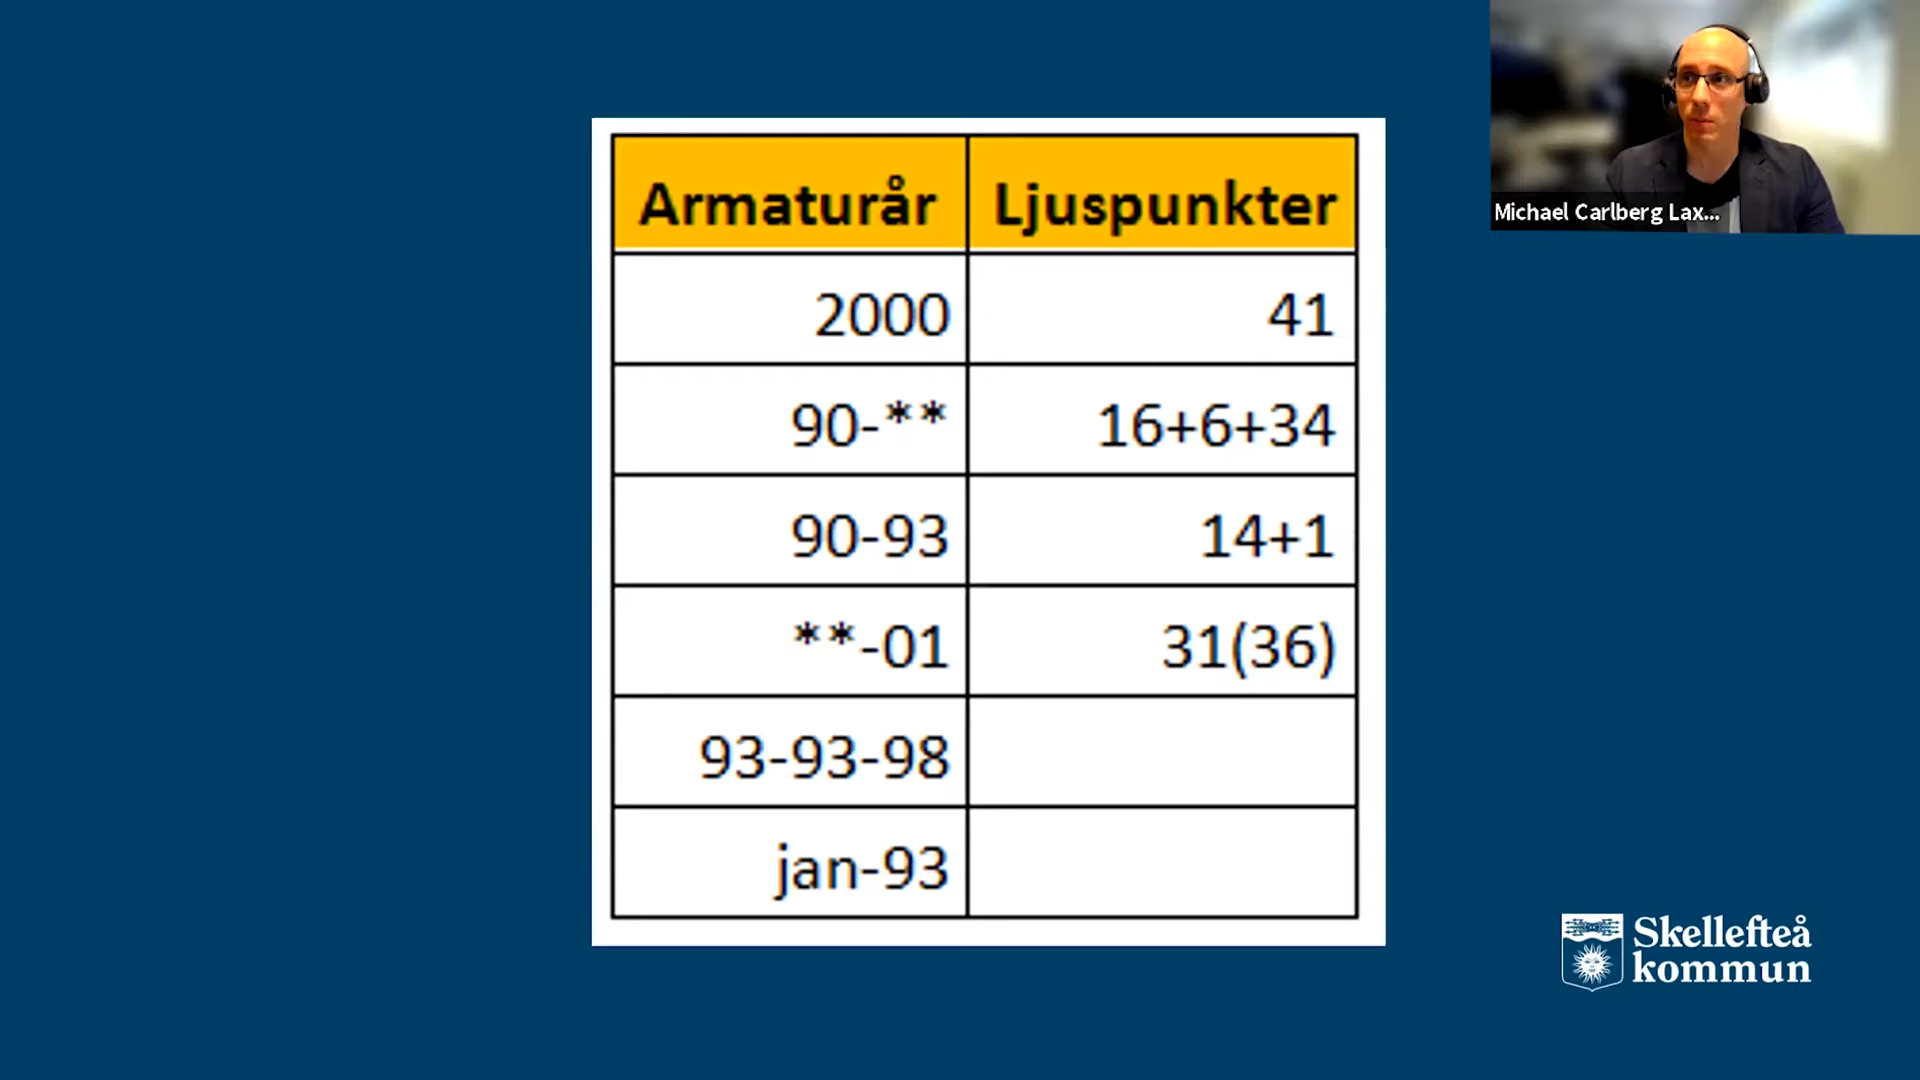 Armaturår Ljuspunkter
2000 41
90-** 16+6+34
90-93 14+1
**-01 31(36)
93-93-98
jan-93
Michael Carlberg Lax...
Skellefteå
kommun